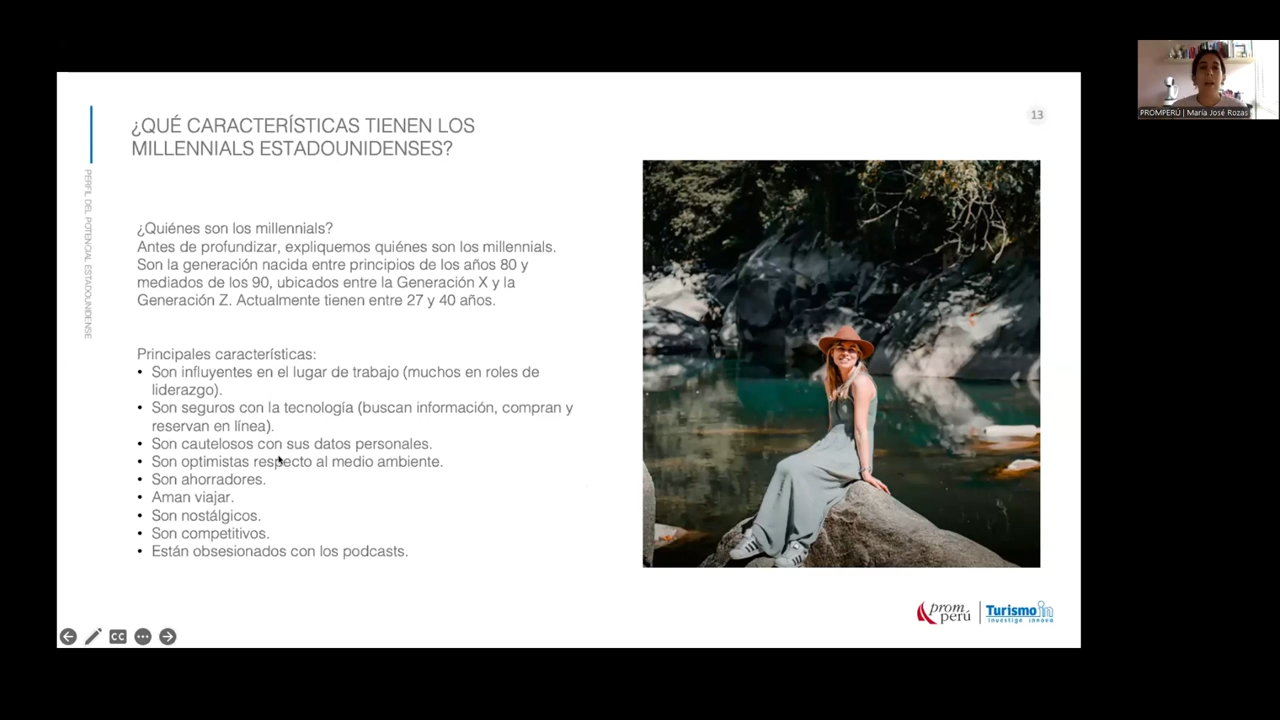 ¿QUÉ CARACTERÍSTICAS TIENEN LOS
MILLENNIALS ESTADOUNIDENSES?
13
PERFIL DEL POTENCIAL ESTADOUNIDENSE
¿Quiénes son los millennials?
Antes de profundizar, expliquemos quiénes son los millennials.
Son la generación nacida entre principios de los años 80 y
mediados de los 90, ubicados entre la Generación X y la
Generación Z. Actualmente tienen entre 27 y 40 años.
Principales características:
• Son influyentes en el lugar de trabajo (muchos en roles de
liderazgo).
• Son seguros con la tecnología (buscan información, compran y
reservan en línea).
• Son cautelosos con sus datos personales.
• Son optimistas respecto al medio ambiente.
• Son ahorradores.
• Aman viajar.
• Son nostálgicos.
• Son competitivos.
• Están obsesionados con los podcasts.
prom
perú
Turismo in
investiga innova
CC
PROMPERÚ | María José Rozas